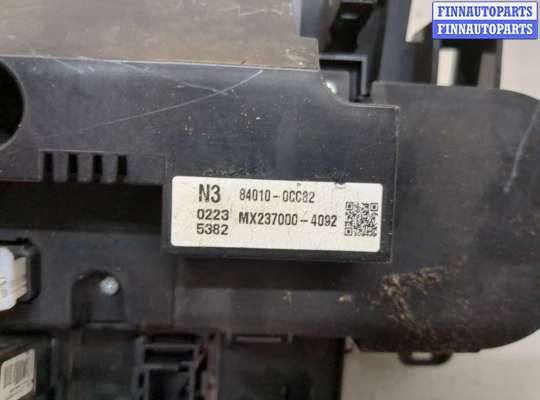 FINNAUTOPARTS
FINNAUTOPARTS
N3 84010-0CC82
0223 MX237000-4092
5382